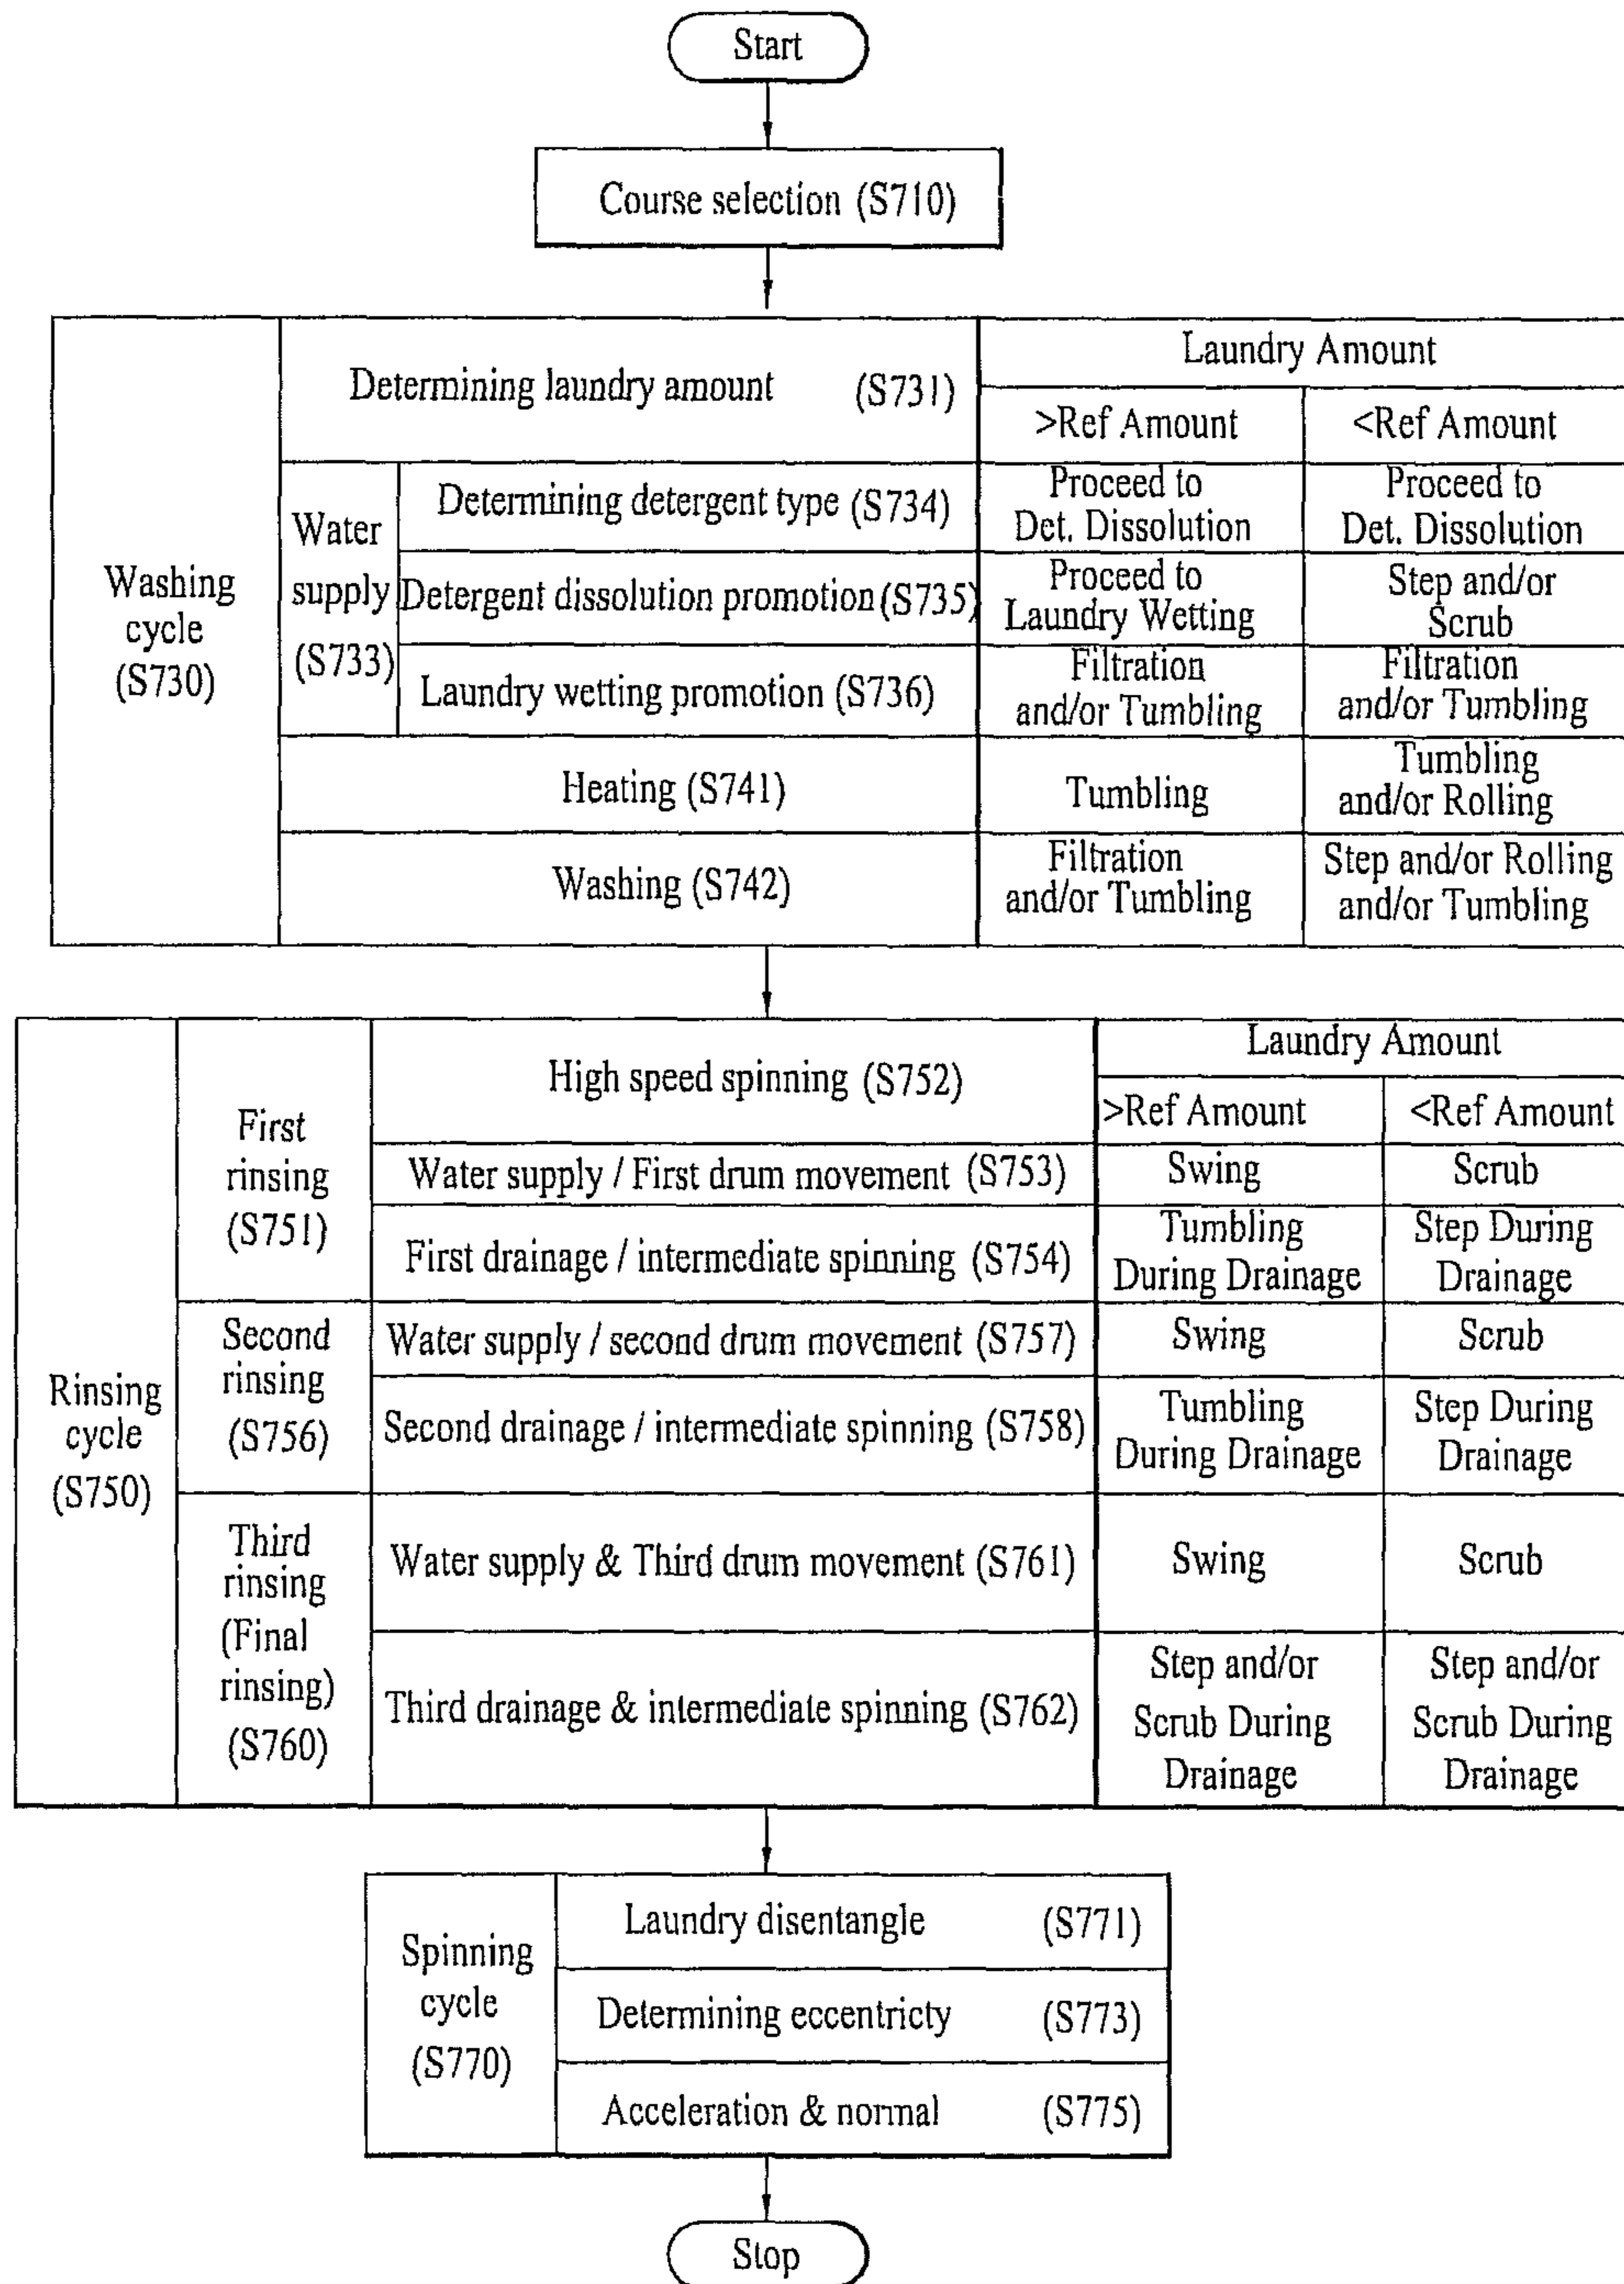 Start
Course selection (S710)
Washing
cycle
(S730)
Determining laundry amount (S731)
Laundry Amount
>Ref Amount
<Ref Amount
Water
supply
(S733)
Determining detergent type (S734)
Proceed to
Det. Dissolution
Proceed to
Det. Dissolution
Detergent dissolution promotion (S735)
Proceed to
Laundry Wetting
Step and/or
Scrub
Laundry wetting promotion (S736)
Filtration
and/or Tumbling
Filtration
and/or Tumbling
Heating (S741)
Tumbling
Tumbling
and/or Rolling
Washing (S742)
Filtration
and/or Tumbling
Step and/or Rolling
and/or Tumbling
Rinsing
cycle
(S750)
First
rinsing
(S751)
High speed spinning (S752)
Laundry Amount
>Ref Amount
<Ref Amount
Water supply / First drum movement (S753)
Swing
Scrub
First drainage / intermediate spinning (S754)
Tumbling
During Drainage
Step During
Drainage
Second
rinsing
(S756)
Water supply / second drum movement (S757)
Swing
Scrub
Second drainage / intermediate spinning (S758)
Tumbling
During Drainage
Step During
Drainage
Third
rinsing
(Final
rinsing)
(S760)
Water supply & Third drum movement (S761)
Swing
Scrub
Third drainage & intermediate spinning (S762)
Step and/or
Scrub During
Drainage
Step and/or
Scrub During
Drainage
Spinning
cycle
(S770)
Laundry disentangle (S771)
Determining eccentricty (S773)
Acceleration & normal (S775)
Stop